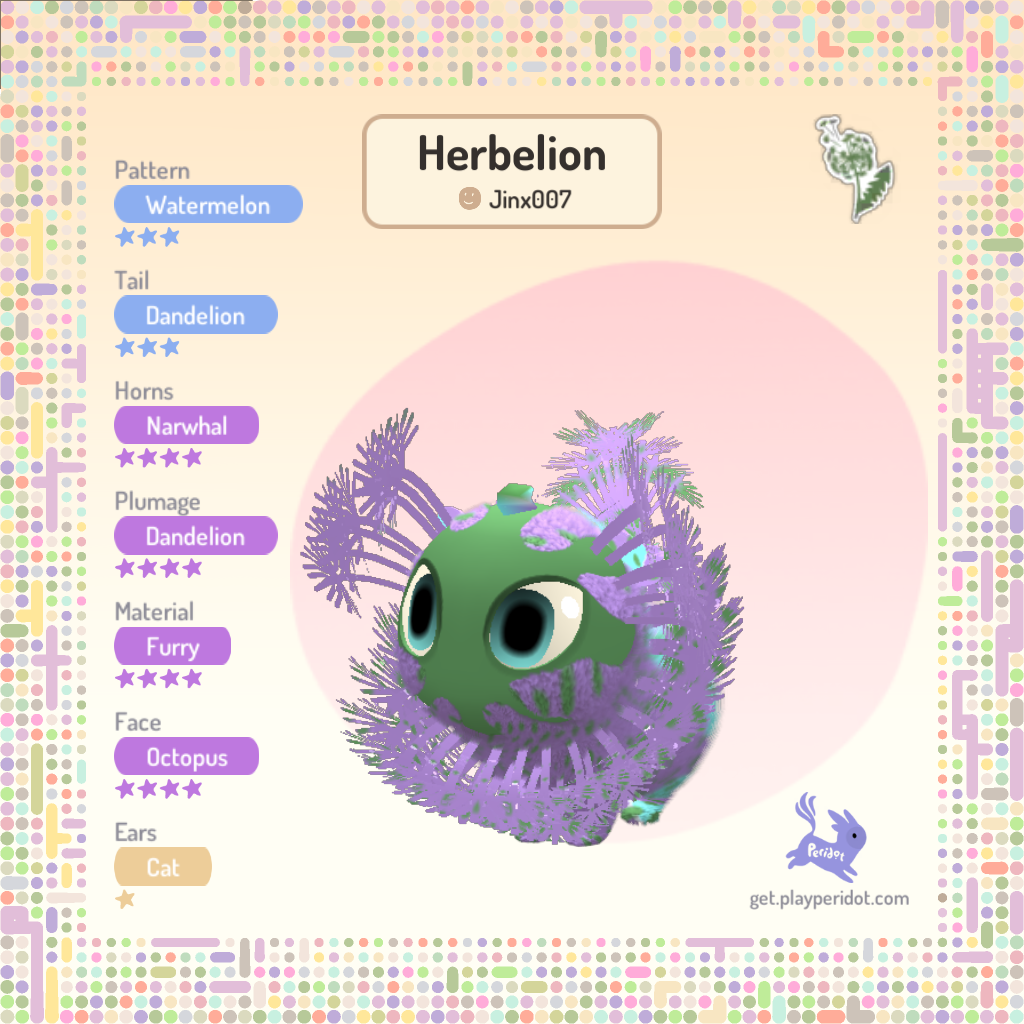 Herbelion
Jinx007
Pattern
Watermelon
Tail
Dandelion
Horns
Narwhal
Plumage
Dandelion
Material
Furry
Face
Octopus
Ears
Cat
Peridot
get.playperidot.com